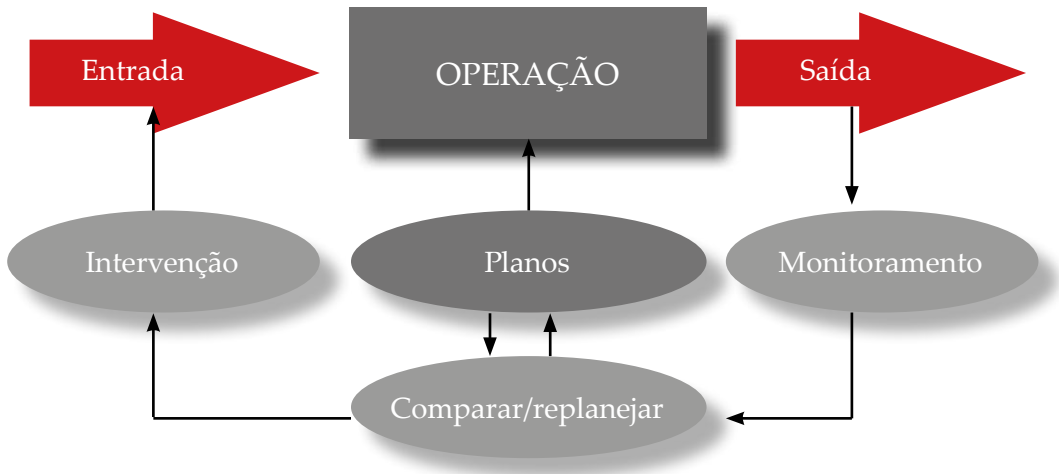 Entrada
OPERAÇÃO
Saída
Intervenção
Planos
Monitoramento
Comparar/replanejar